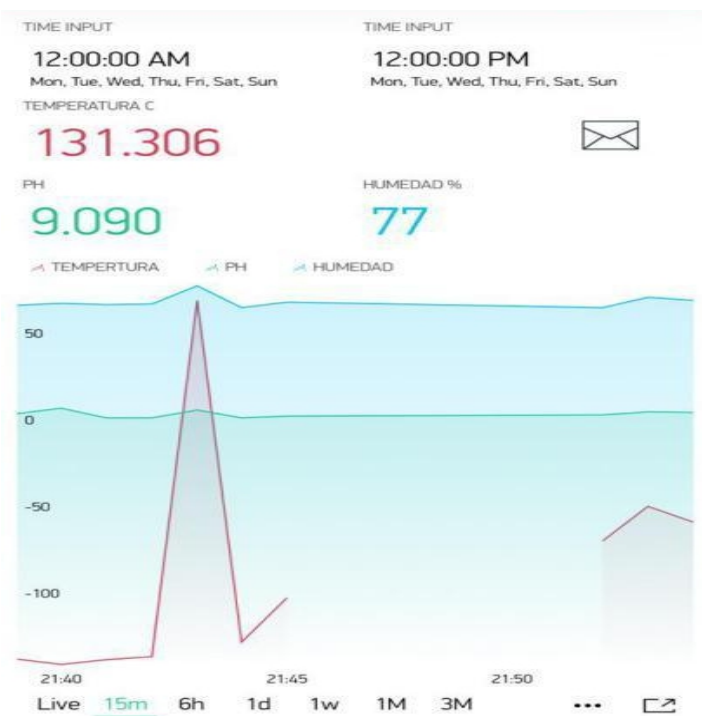 TIME INPUT TIME INPUT
12:00:00 AM 12:00:00 PM
Mon, Tue, Wed, Thu, Fri, Sat, Sun Mon, Tue, Wed, Thu, Fri, Sat, Sun
TEMPERATURA C
131.306
PH HUMEDAD %
9.090 77
TEMPERTURA PH HUMEDAD
50
0
-50
-100
21:40 21:45 21:50
Live 15m 6h 1d 1w 1M 3M ...